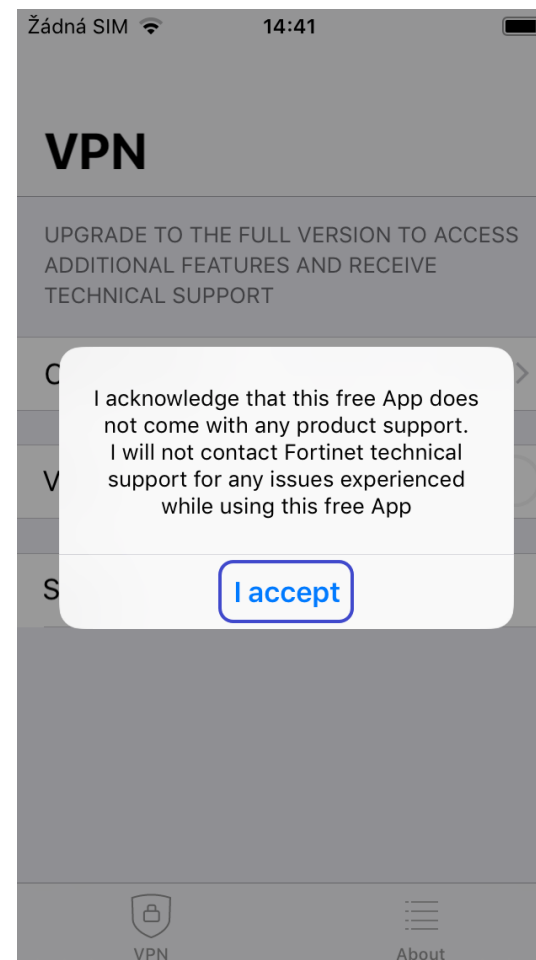 Žádná SIM 14:41
VPN
UPGRADE TO THE FULL VERSION TO ACCESS
ADDITIONAL FEATURES AND RECEIVE
TECHNICAL SUPPORT
I acknowledge that this free App does
not come with any product support.
I will not contact Fortinet technical
support for any issues experienced
while using this free App
I accept
VPN About